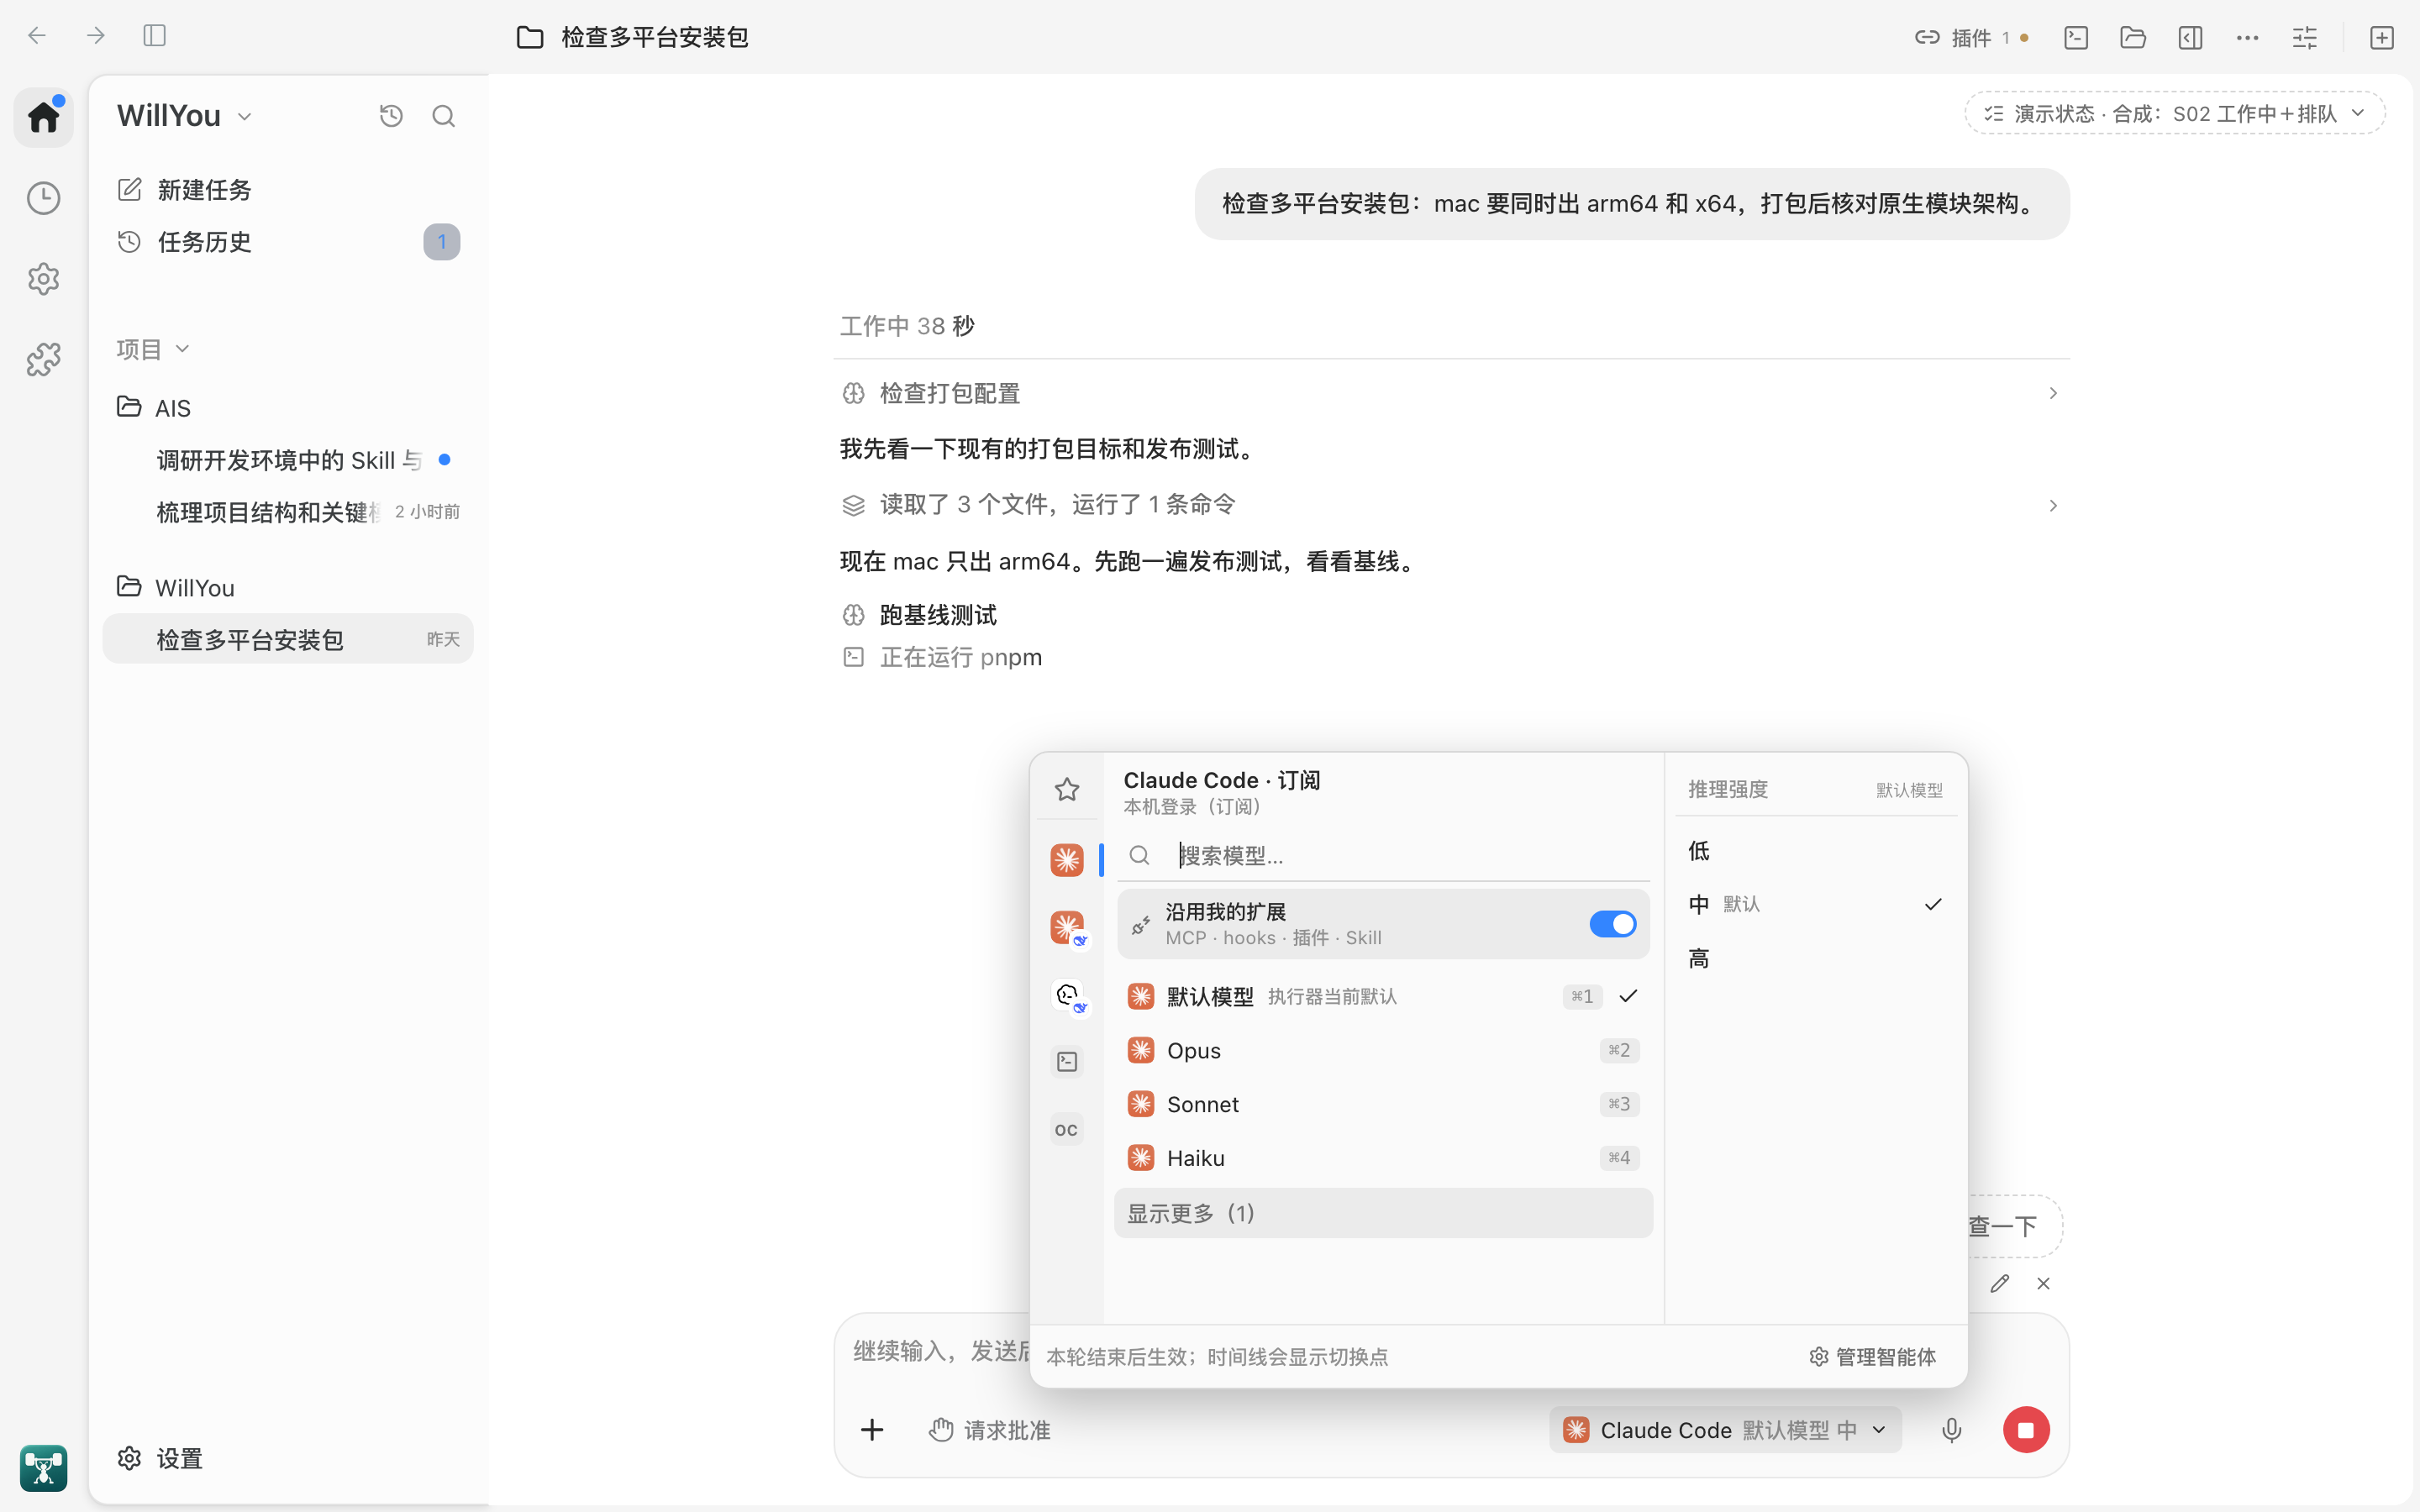 检查多平台安装包
插件 1
WillYou
新建任务
任务历史 1
项目
AIS
调研开发环境中的 Skill 与
梳理项目结构和关键 2 小时前
WillYou
检查多平台安装包 昨天
设置
演示状态 · 合成：S02 工作中＋排队
检查多平台安装包：mac 要同时出 arm64 和 x64，打包后核对原生模块架构。
工作中 38 秒
检查打包配置
我先看一下现有的打包目标和发布测试。
读取了 3 个文件，运行了 1 条命令
现在 mac 只出 arm64。先跑一遍发布测试，看看基线。
跑基线测试
正在运行 pnpm
Claude Code · 订阅
本机登录（订阅）
搜索模型...
沿用我的扩展
MCP · hooks · 插件 · Skill
默认模型 执行器当前默认 ⌘1
Opus ⌘2
Sonnet ⌘3
Haiku ⌘4
显示更多（1）
OC
推理强度 默认模型
低
中 默认
高
本轮结束后生效；时间线会显示切换点
管理智能体
查一下
继续输入，发送后
请求批准
Claude Code 默认模型 中